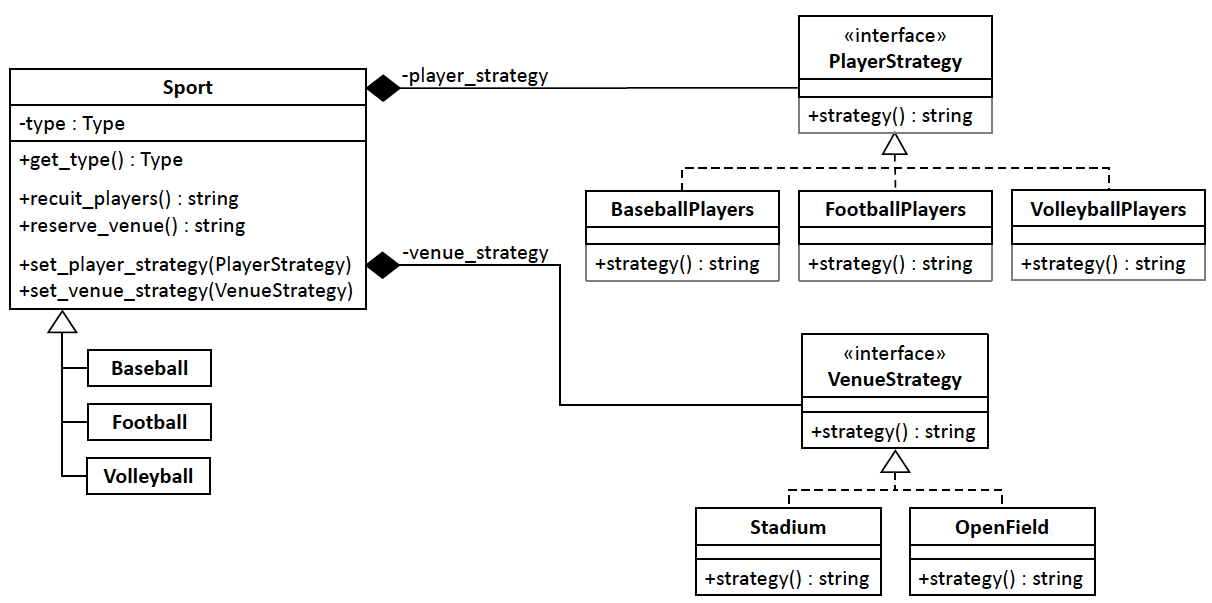 Sport
-type : Type
+get_type() : Type
+recuit_players() : string
+reserve_venue() : string
+set_player_strategy(PlayerStrategy)
+set_venue_strategy(VenueStrategy)
-player_strategy
-venue_strategy
«interface»
PlayerStrategy
+strategy() : string
BaseballPlayers
+strategy() : string
FootballPlayers
+strategy() : string
VolleyballPlayers
+strategy() : string
Baseball
Football
Volleyball
«interface»
VenueStrategy
+strategy() : string
Stadium
+strategy() : string
OpenField
+strategy() : string